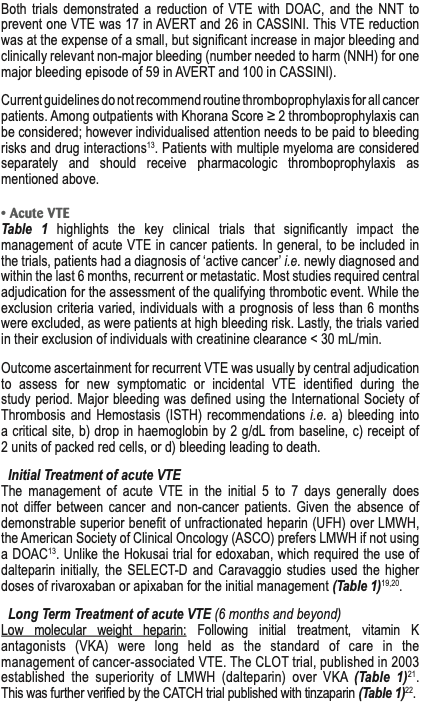 Both trials demonstrated a reduction of VTE with DOAC, and the NNT to
prevent one VTE was 17 in AVERT and 26 in CASSINI. This VTE reduction
was at the expense of a small, but significant increase in major bleeding and
clinically relevant non-major bleeding (number needed to harm (NNH) for one
major bleeding episode of 59 in AVERT and 100 in CASSINI).
Current guidelines do not recommend routine thromboprophylaxis for all cancer
patients. Among outpatients with Khorana Score ≥ 2 thromboprophylaxis can
be considered; however individualised attention needs to be paid to bleeding
risks and drug interactions13. Patients with multiple myeloma are considered
separately and should receive pharmacologic thromboprophylaxis as
mentioned above.
• Acute VTE
Table 1 highlights the key clinical trials that significantly impact the
management of acute VTE in cancer patients. In general, to be included in
the trials, patients had a diagnosis of ‘active cancer’ i.e. newly diagnosed and
within the last 6 months, recurrent or metastatic. Most studies required central
adjudication for the assessment of the qualifying thrombotic event. While the
exclusion criteria varied, individuals with a prognosis of less than 6 months
were excluded, as were patients at high bleeding risk. Lastly, the trials varied
in their exclusion of individuals with creatinine clearance < 30 mL/min.
Outcome ascertainment for recurrent VTE was usually by central adjudication
to assess for new symptomatic or incidental VTE identified during the
study period. Major bleeding was defined using the International Society of
Thrombosis and Hemostasis (ISTH) recommendations i.e. a) bleeding into
a critical site, b) drop in haemoglobin by 2 g/dL from baseline, c) receipt of
2 units of packed red cells, or d) bleeding leading to death.
Initial Treatment of acute VTE
The management of acute VTE in the initial 5 to 7 days generally does
not differ between cancer and non-cancer patients. Given the absence of
demonstrable superior benefit of unfractionated heparin (UFH) over LMWH,
the American Society of Clinical Oncology (ASCO) prefers LMWH if not using
a DOAC13. Unlike the Hokusai trial for edoxaban, which required the use of
dalteparin initially, the SELECT-D and Caravaggio studies used the higher
doses of rivaroxaban or apixaban for the initial management (Table 1)19,20.
Long Term Treatment of acute VTE (6 months and beyond)
Low molecular weight heparin: Following initial treatment, vitamin K
antagonists (VKA) were long held as the standard of care in the
management of cancer-associated VTE. The CLOT trial, published in 2003
established the superiority of LMWH (dalteparin) over VKA (Table 1)21.
This was further verified by the CATCH trial published with tinzaparin (Table 1)22.